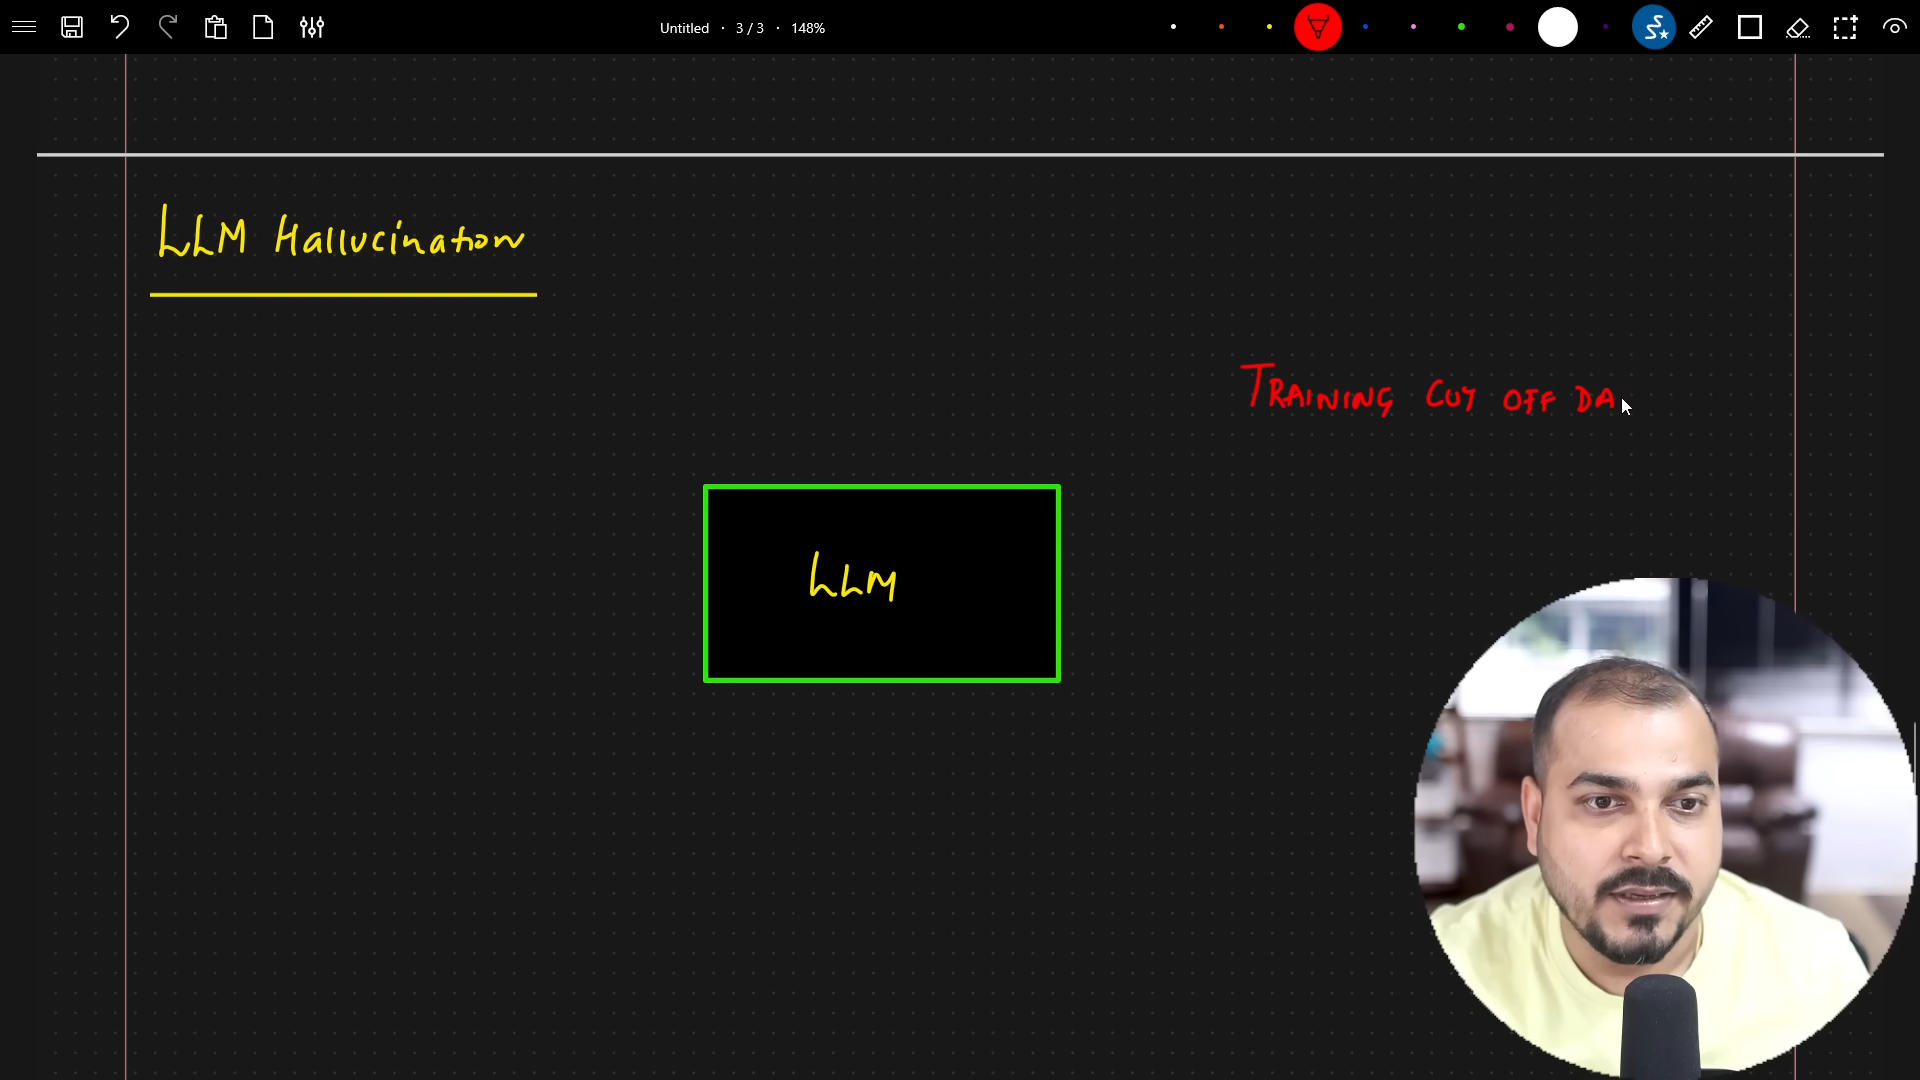 Untitled · 3 / 3 · 148%
LLM Hallucination
TRAINING CUT OFF DA
LLM